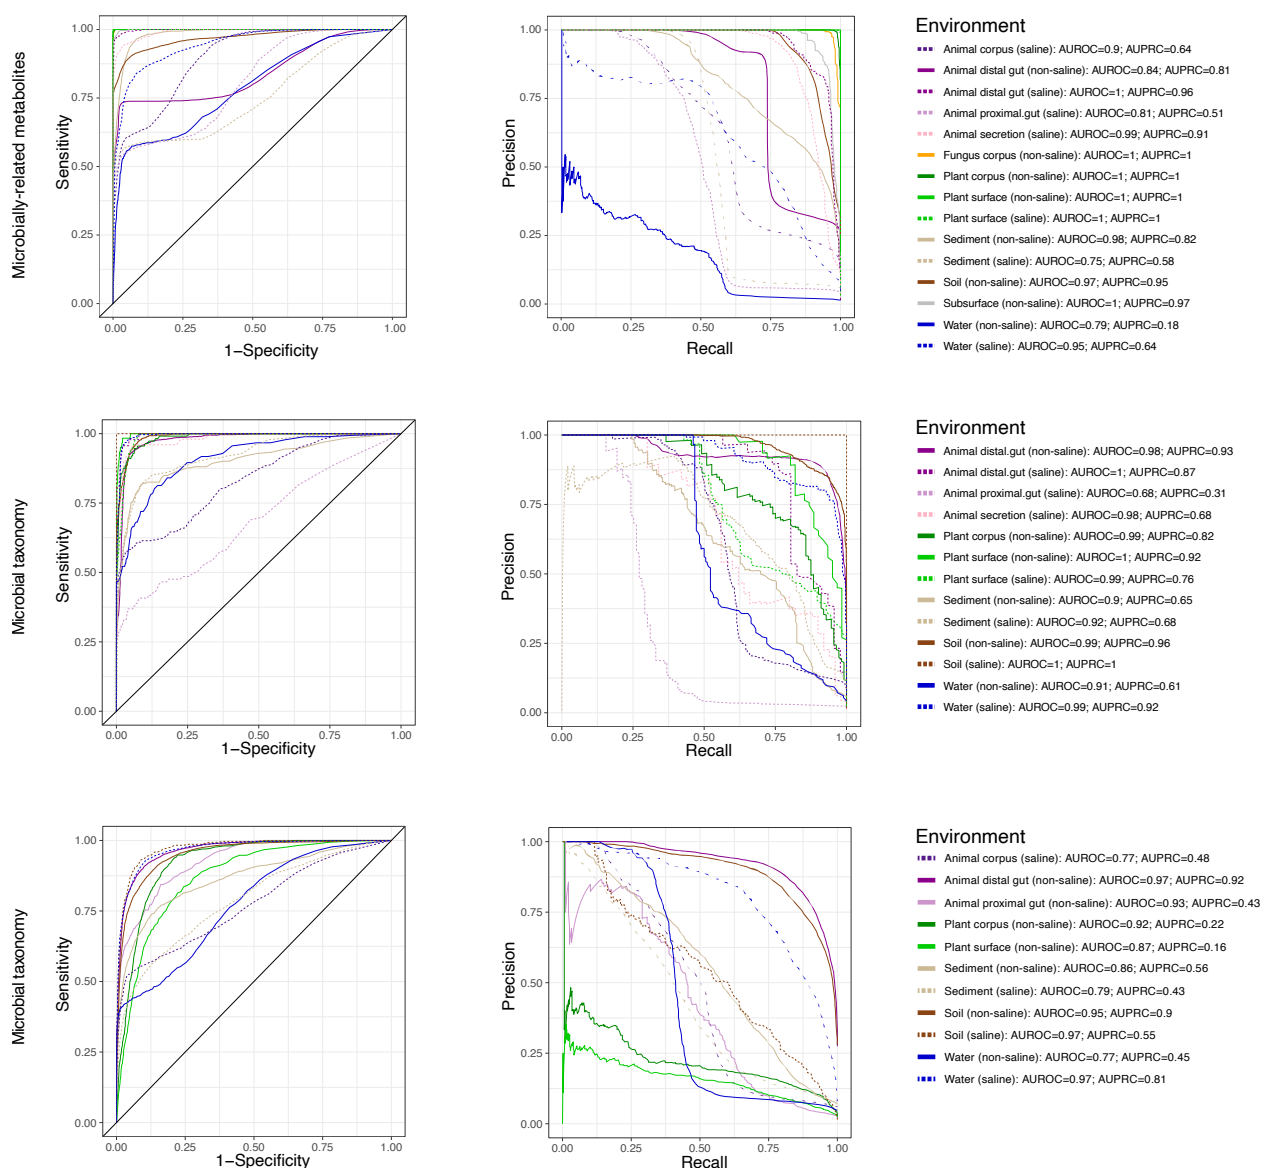 Microbially-related metabolites
Sensitivity
1.00
0.75
0.50
0.25
0.00
0.00 0.25 0.50 0.75 1.00
1−Specificity
Precision
1.00
0.75
0.50
0.25
0.00
0.00 0.25 0.50 0.75 1.00
Recall
Environment
Animal corpus (saline): AUROC=0.9; AUPRC=0.64
Animal distal gut (non-saline): AUROC=0.84; AUPRC=0.81
Animal distal gut (saline): AUROC=1; AUPRC=0.96
Animal proximal.gut (saline): AUROC=0.81; AUPRC=0.51
Animal secretion (saline): AUROC=0.99; AUPRC=0.91
Fungus corpus (non-saline): AUROC=1; AUPRC=1
Plant corpus (non-saline): AUROC=1; AUPRC=1
Plant surface (non-saline): AUROC=1; AUPRC=1
Plant surface (saline): AUROC=1; AUPRC=1
Sediment (non-saline): AUROC=0.98; AUPRC=0.82
Sediment (saline): AUROC=0.75; AUPRC=0.58
Soil (non-saline): AUROC=0.97; AUPRC=0.95
Subsurface (non-saline): AUROC=1; AUPRC=0.97
Water (non-saline): AUROC=0.79; AUPRC=0.18
Water (saline): AUROC=0.95; AUPRC=0.64
Microbial taxonomy
Sensitivity
1.00
0.75
0.50
0.25
0.00
0.00 0.25 0.50 0.75 1.00
1−Specificity
Precision
1.00
0.75
0.50
0.25
0.00
0.00 0.25 0.50 0.75 1.00
Recall
Environment
Animal distal.gut (non-saline): AUROC=0.98; AUPRC=0.93
Animal distal.gut (saline): AUROC=1; AUPRC=0.87
Animal proximal.gut (saline): AUROC=0.68; AUPRC=0.31
Animal secretion (saline): AUROC=0.98; AUPRC=0.68
Plant corpus (non-saline): AUROC=0.99; AUPRC=0.82
Plant surface (non-saline): AUROC=1; AUPRC=0.92
Plant surface (saline): AUROC=0.99; AUPRC=0.76
Sediment (non-saline): AUROC=0.9; AUPRC=0.65
Sediment (saline): AUROC=0.92; AUPRC=0.68
Soil (non-saline): AUROC=0.99; AUPRC=0.96
Soil (saline): AUROC=1; AUPRC=1
Water (non-saline): AUROC=0.91; AUPRC=0.61
Water (saline): AUROC=0.99; AUPRC=0.92
Microbial taxonomy
Sensitivity
1.00
0.75
0.50
0.25
0.00
0.00 0.25 0.50 0.75 1.00
1−Specificity
Precision
1.00
0.75
0.50
0.25
0.00
0.00 0.25 0.50 0.75 1.00
Recall
Environment
Animal corpus (saline): AUROC=0.77; AUPRC=0.48
Animal distal gut (non-saline): AUROC=0.97; AUPRC=0.92
Animal proximal gut (non-saline): AUROC=0.93; AUPRC=0.43
Plant corpus (non-saline): AUROC=0.92; AUPRC=0.22
Plant surface (non-saline): AUROC=0.87; AUPRC=0.16
Sediment (non-saline): AUROC=0.86; AUPRC=0.56
Sediment (saline): AUROC=0.79; AUPRC=0.43
Soil (non-saline): AUROC=0.95; AUPRC=0.9
Soil (saline): AUROC=0.97; AUPRC=0.55
Water (non-saline): AUROC=0.77; AUPRC=0.45
Water (saline): AUROC=0.97; AUPRC=0.81